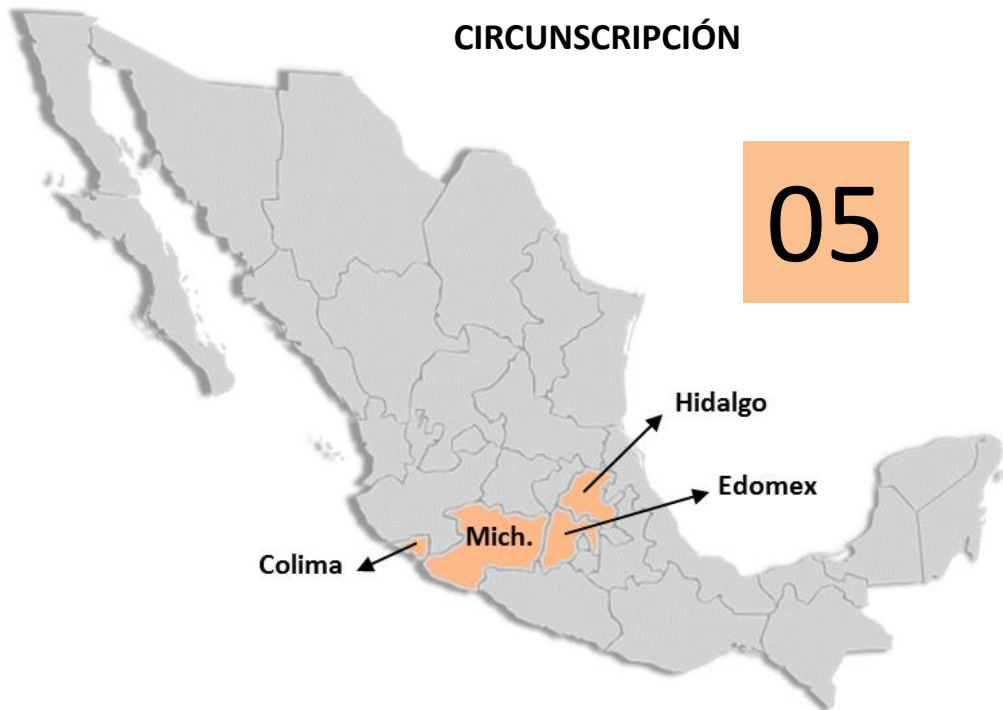 CIRCUNSCRIPCIÓN
05
Hidalgo
Edomex
Mich.
Colima